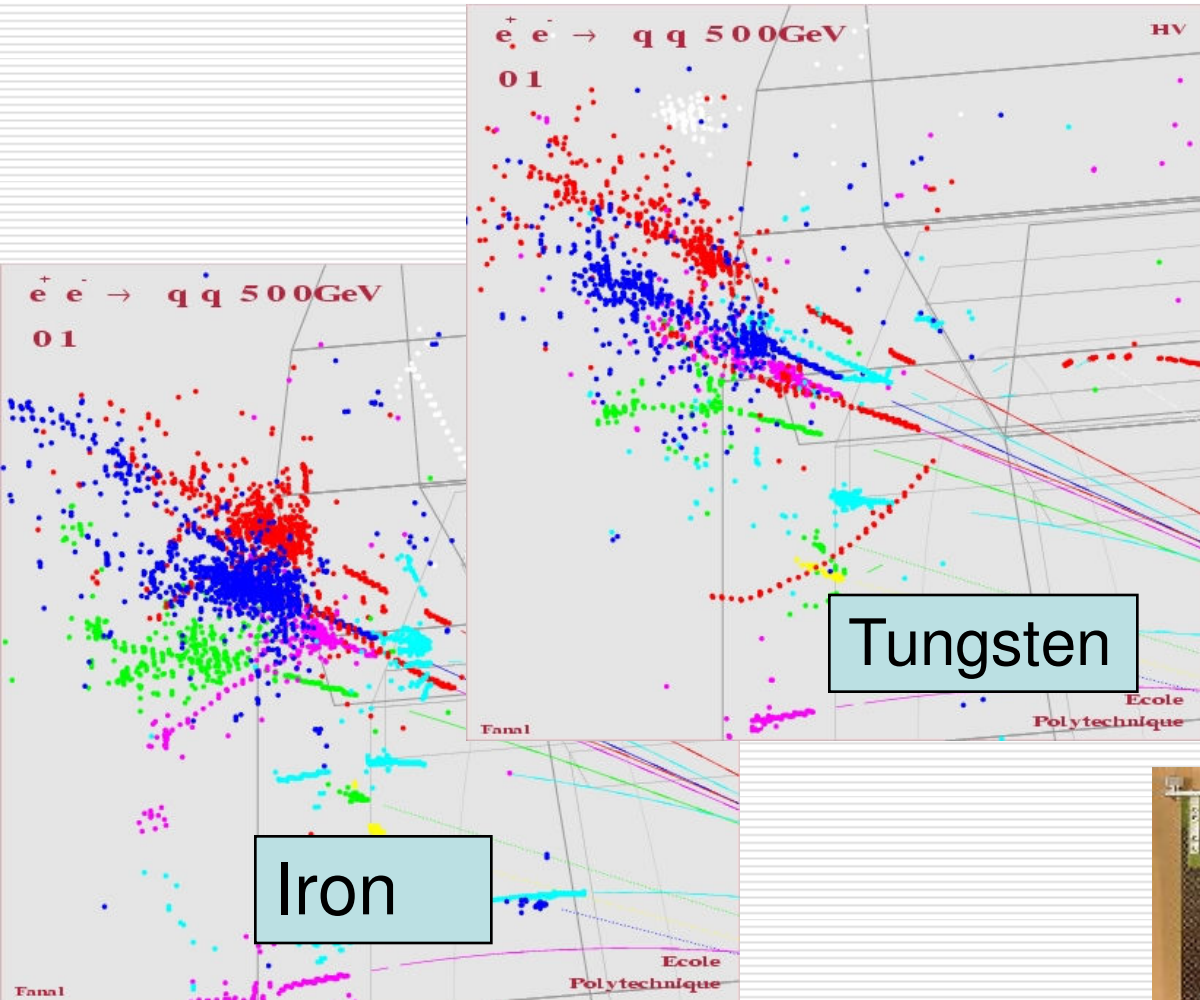 e⁺ e⁻ → q q 500GeV
HV
01
Tungsten
Ecole
Polytechnique
Fanal
e⁺ e⁻ → q q 500GeV
01
Iron
Ecole
Polytechnique
Fanal